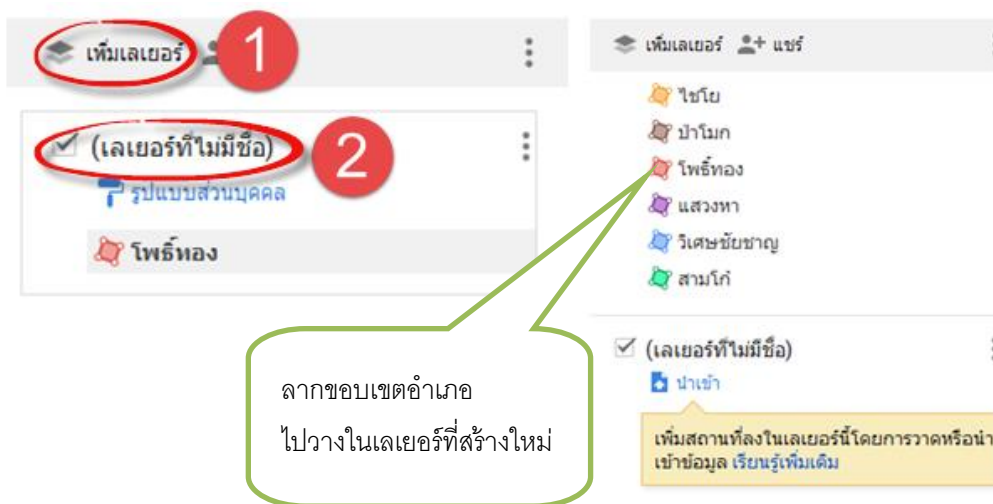 เพิ่มเลเยอร์ 1
(เลเยอร์ที่ไม่มีชื่อ) 2
รูปแบบส่วนบุคคล
โพธิ์ทอง
ลากขอบเขตอำเภอ
ไปวางในเลเยอร์ที่สร้างใหม่
เพิ่มเลเยอร์ แชร์
ไชโย
ป่าโมก
โพธิ์ทอง
แสวงหา
วิเศษชัยชาญ
สามโก้
(เลเยอร์ที่ไม่มีชื่อ)
นำเข้า
เพิ่มสถานที่ลงในเลเยอร์นี้โดยการวาดหรือนำ
เข้าข้อมูล เรียนรู้เพิ่มเติม